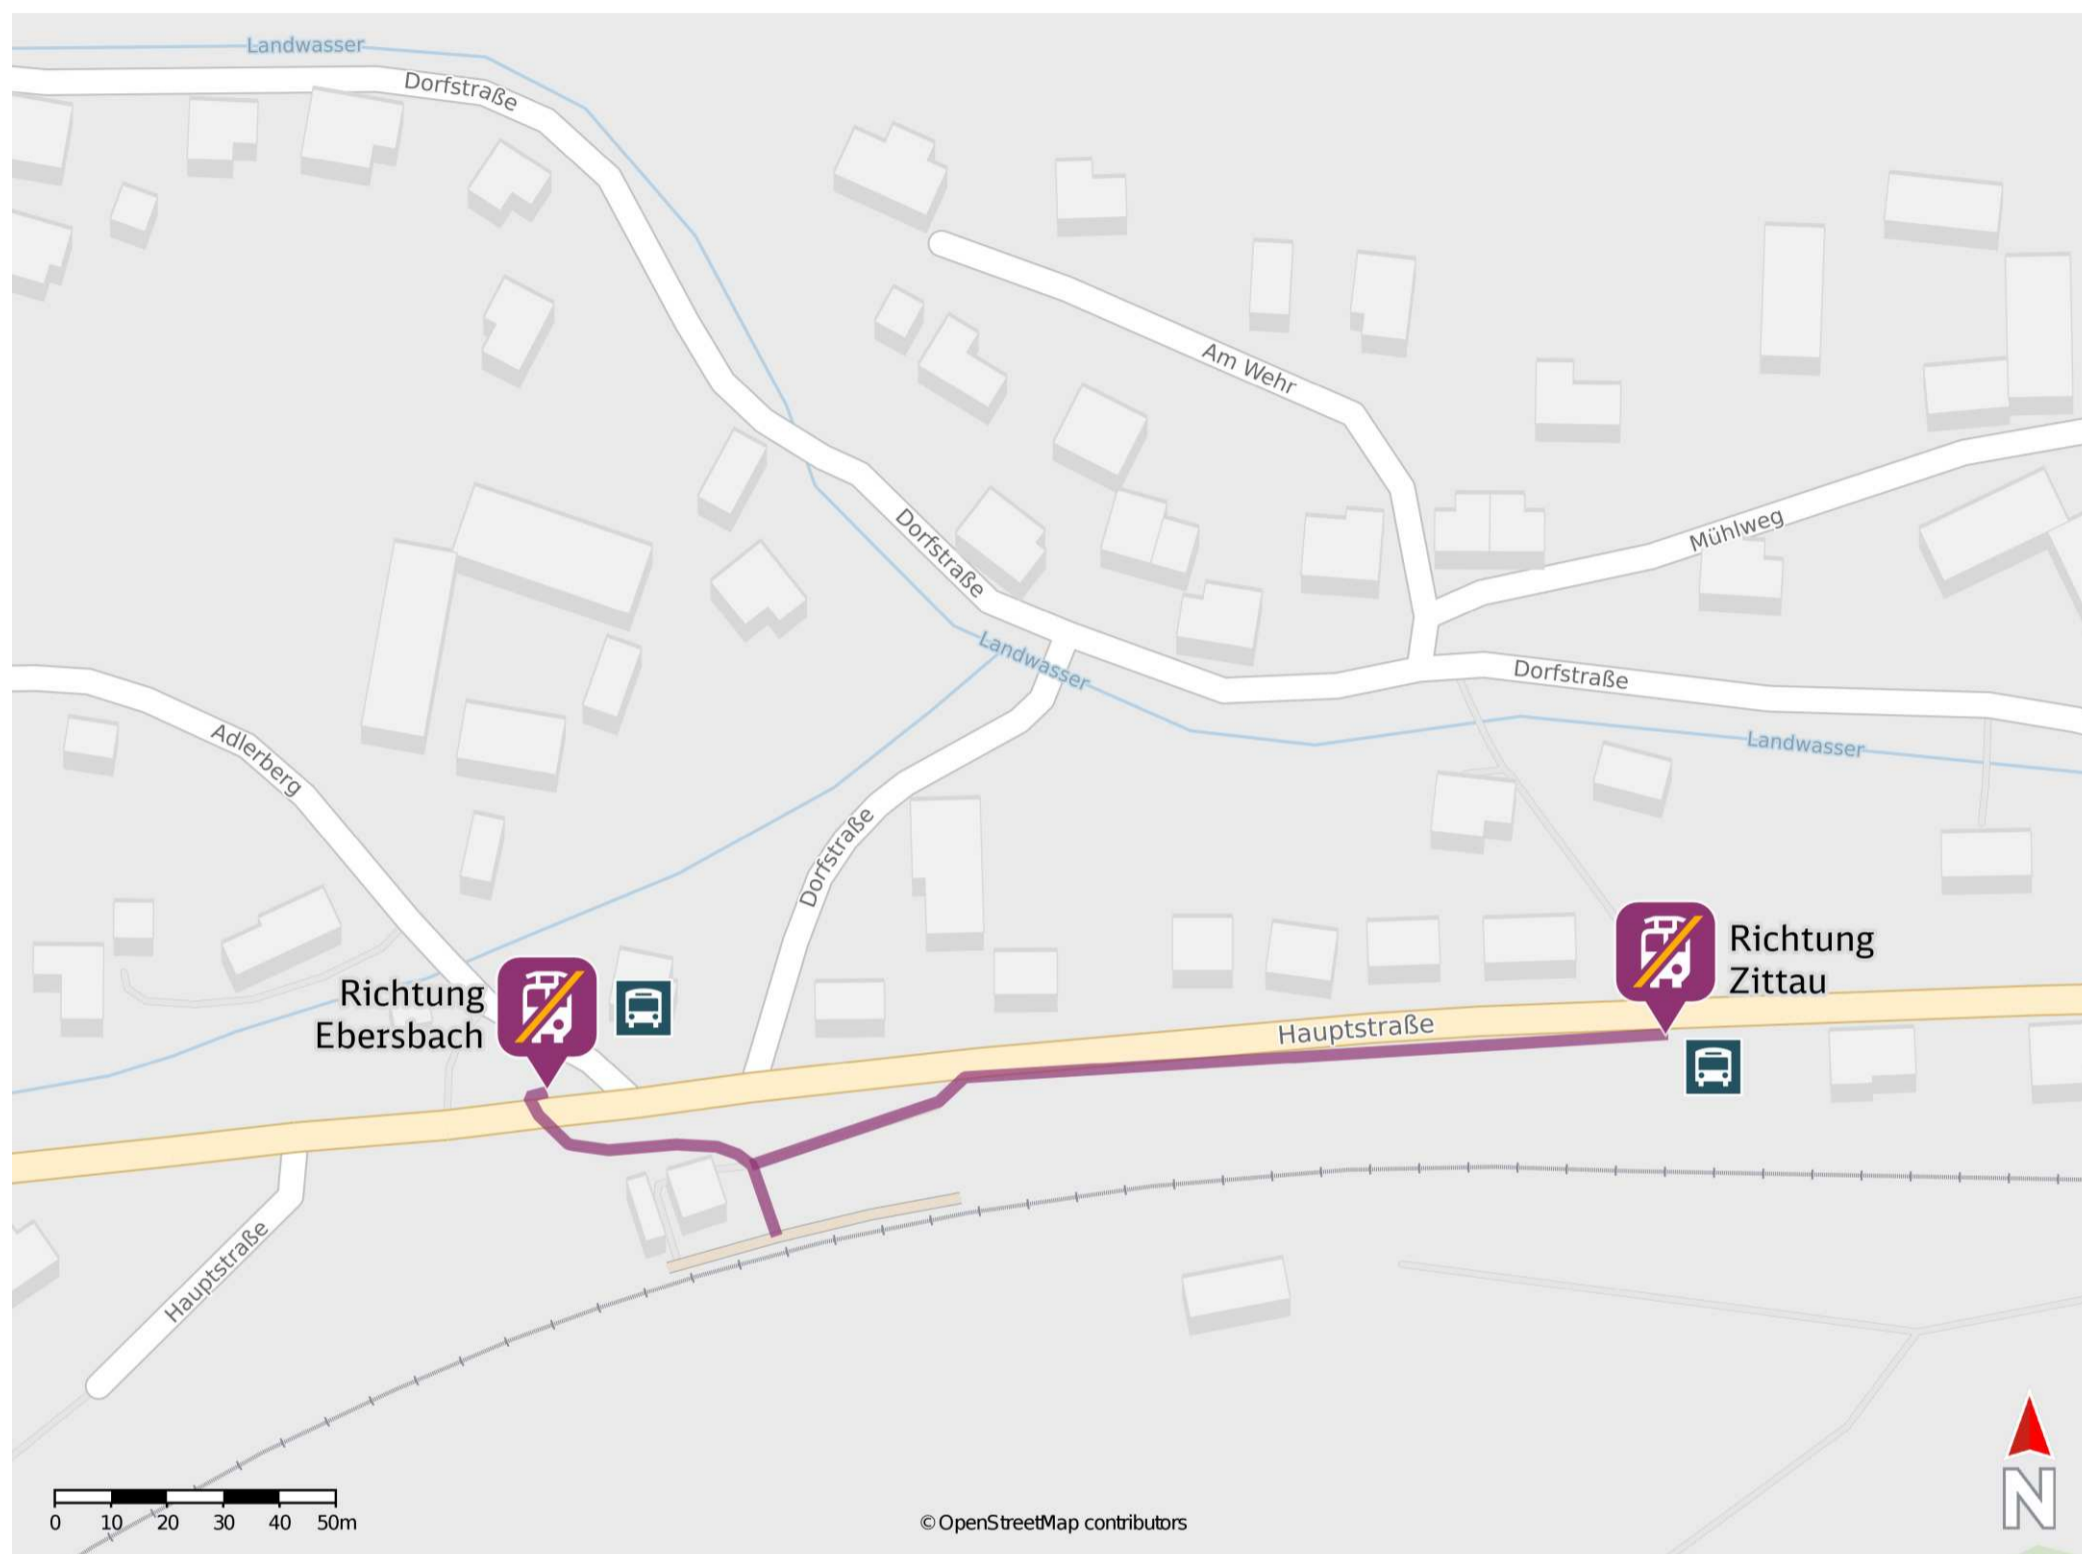 Landwasser
Dorfstraße
Am Wehr
Dorfstraße
Mühlweg
Landwasser
Dorfstraße
Landwasser
Adlerberg
Dorfstraße
Richtung
Zittau
Richtung
Ebersbach
Hauptstraße
Hauptstraße
N
0 10 20 30 40 50m
© OpenStreetMap contributors